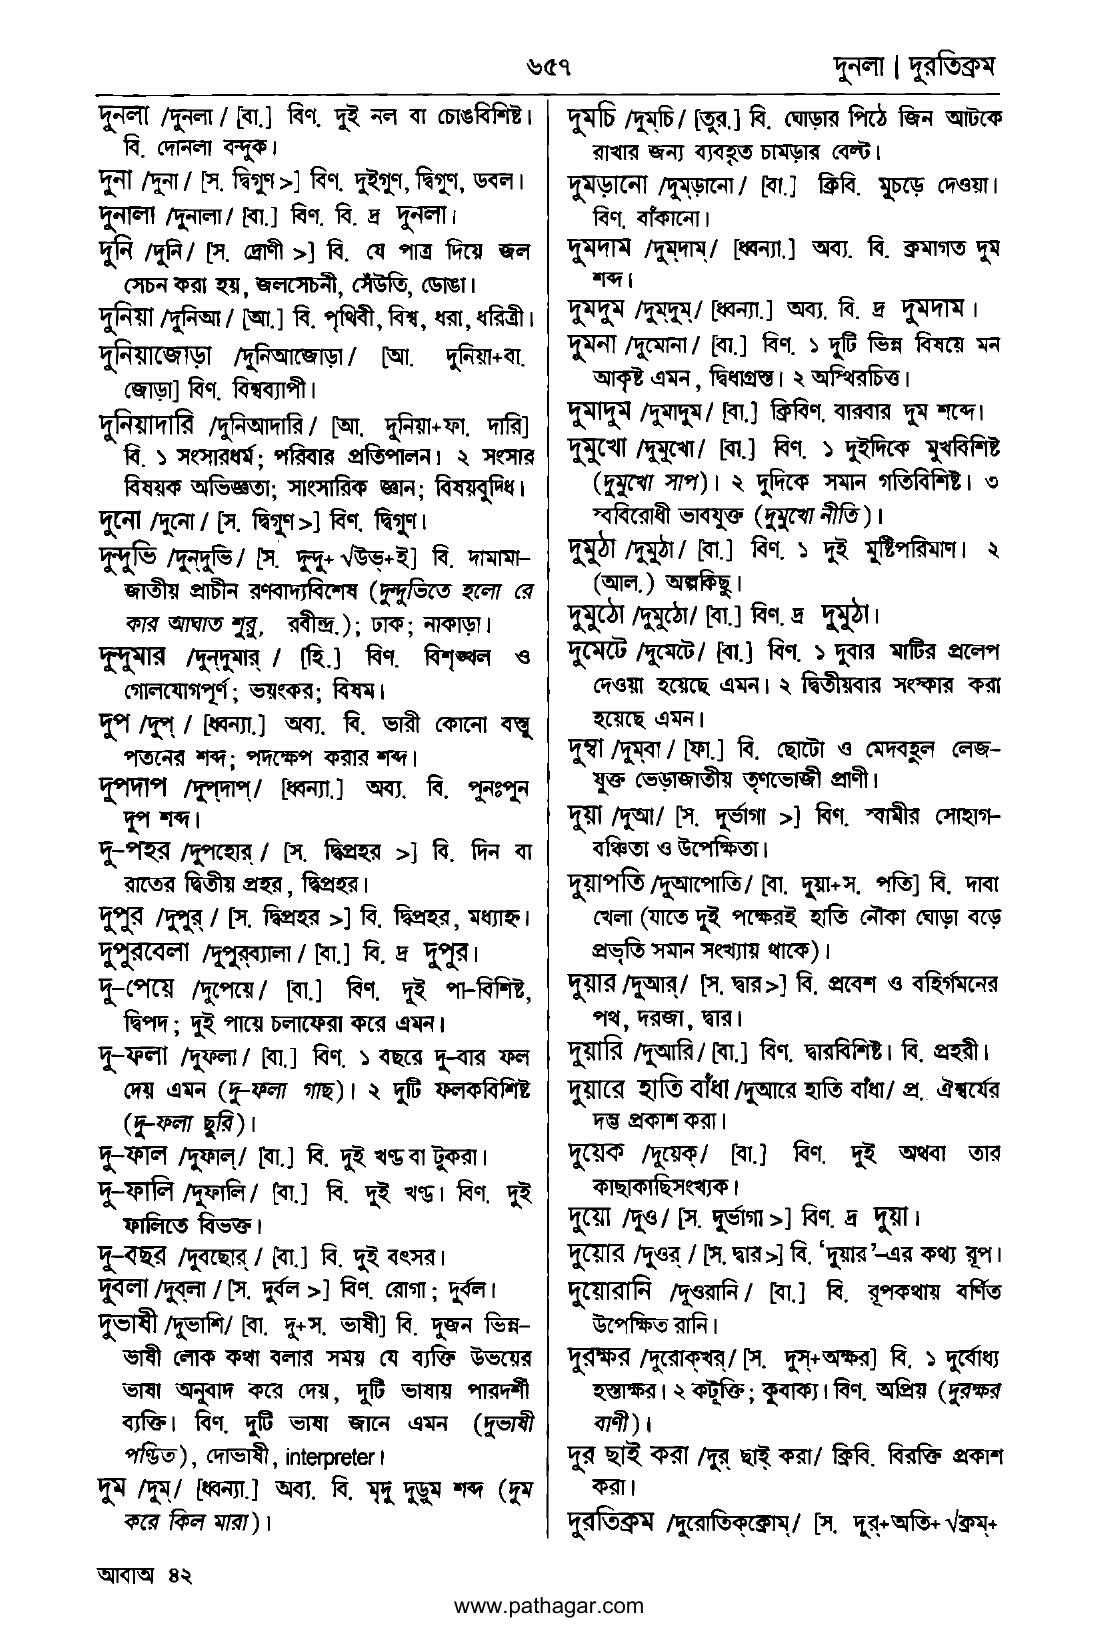 ৬৫৭
দুনলা | দুরতিক্রম
দুনলা /দুনলা/ [বা.] বিণ. দুই নল বা চোঙবিশিষ্ট।
বি. দোনলা বন্দুক।
দুনা /দুনা/ [স. দ্বিগুণ>] বিণ. দুইগুণ, দ্বিগুণ, ডবল।
দুনালা /দুনালা/ [বা.] বিণ. বি. দ্র দুনলা।
দুনি /দুনি/ [স. দ্রোণী >] বি. যে পাত্র দিয়ে জল
সেচন করা হয়, জলসেচনী, সেঁউতি, ডোঙা।
দুনিয়া /দুনিআ/ [আ.] বি. পৃথিবী, বিশ্ব, ধরা, ধরিত্রী।
দুনিয়াজোড়া /দুনিআজোড়া/ [আ. দুনিয়া+বা.
জোড়া] বিণ. বিশ্বব্যাপী।
দুনিয়াদারি /দুনিআদারি/ [আ. দুনিয়া+ফা. দারি]
বি. ১ সংসারধর্ম; পরিবার প্রতিপালন। ২ সংসার
বিষয়ক অভিজ্ঞতা; সাংসারিক জ্ঞান; বিষয়বুদ্ধি।
দুনো /দুনো/ [স. দ্বিগুণ>] বিণ. দ্বিগুণ।
দুন্দুভি /দুন্‌দুভি/ [স. দুন্দু+ √উভ্+ই] বি. দামামা-
জাতীয় প্রাচীন রণবাদ্যবিশেষ (দুন্দুভিতে হলো রে
কার আঘাত শুরু, রবীন্দ্র.); ঢাক; নাকাড়া।
দুন্দুমার /দুন্‌দুমার্/ [হি.] বিণ. বিশৃঙ্খল ও
গোলযোগপূর্ণ; ভয়ংকর; বিষম।
দুপ /দুপ্/ [ধ্বন্যা.] অব্য. বি. ভারী কোনো বস্তু
পতনের শব্দ; পদক্ষেপ করার শব্দ।
দুপদাপ /দুপ্‌দাপ্/ [ধ্বন্যা.] অব্য. বি. পুনঃপুন
দুপ শব্দ।
দু-পহর /দুপহোর্/ [স. দ্বিপ্রহর >] বি. দিন বা
রাতের দ্বিতীয় প্রহর, দ্বিপ্রহর।
দুপুর /দুপুর্/ [স. দ্বিপ্রহর >] বি. দ্বিপ্রহর, মধ্যাহ্ন।
দুপুরবেলা /দুপুর্‌ব্যালা/ [বা.] বি. দ্র দুপুর।
দু-পেয়ে /দুপেয়ে/ [বা.] বিণ. দুই পা-বিশিষ্ট,
দ্বিপদ; দুই পায়ে চলাফেরা করে এমন।
দু-ফলা /দুফলা/ [বা.] বিণ. ১ বছরে দু-বার ফল
দেয় এমন (দু-ফলা গাছ)। ২ দুটি ফলকবিশিষ্ট
(দু-ফলা ছুরি)।
দু-ফাল /দুফাল্/ [বা.] বি. দুই খণ্ড বা টুকরা।
দু-ফালি /দুফালি/ [বা.] বি. দুই খণ্ড। বিণ. দুই
ফালিতে বিভক্ত।
দু-বছর /দুবছোর্/ [বা.] বি. দুই বৎসর।
দুবলা /দুব্‌লা/ [স. দুর্বল >] বিণ. রোগা; দুর্বল।
দুভাষী /দুভাশি/ [বা. দু+স. ভাষী] বি. দুজন ভিন্ন-
ভাষী লোক কথা বলার সময় যে ব্যক্তি উভয়ের
ভাষা অনুবাদ করে দেয়, দুটি ভাষায় পারদর্শী
ব্যক্তি। বিণ. দুটি ভাষা জানে এমন (দুভাষী
পণ্ডিত), দোভাষী, interpreter।
দুম /দুম্/ [ধ্বন্যা.] অব্য. বি. মৃদু দুড়ুম শব্দ (দুম
করে কিল মারা)।
দুমচি /দুম্‌চি/ [তুর.] বি. ঘোড়ার পিঠে জিন আটকে
রাখার জন্য ব্যবহৃত চামড়ার বেল্ট।
দুমড়ানো /দুম্‌ড়ানো/ [বা.] ক্রিবি. মুচড়ে দেওয়া।
বিণ. বাঁকানো।
দুমদাম /দুম্‌দাম্/ [ধ্বন্যা.] অব্য. বি. ক্রমাগত দুম
শব্দ।
দুমদুম /দুম্‌দুম্/ [ধ্বন্যা.] অব্য. বি. দ্র দুমদাম।
দুমনা /দুমোনা/ [বা.] বিণ. ১ দুটি ভিন্ন বিষয়ে মন
আকৃষ্ট এমন, দ্বিধাগ্রস্ত। ২ অস্থিরচিত্ত।
দুমাদুম /দুমাদুম/ [বা.] ক্রিবিণ. বারবার দুম শব্দে।
দুমুখো /দুমুখো/ [বা.] বিণ. ১ দুইদিকে মুখবিশিষ্ট
(দুমুখো সাপ)। ২ দুদিকে সমান গতিবিশিষ্ট। ৩
স্ববিরোধী ভাবযুক্ত (দুমুখো নীতি)।
দুমুঠা /দুমুঠা/ [বা.] বিণ. ১ দুই মুষ্টিপরিমাণ। ২
(আল.) অল্পকিছু।
দুমুঠো /দুমুঠো/ [বা.] বিণ. দ্র দুমুঠা।
দুমেটে /দুমেটে/ [বা.] বিণ. ১ দুবার মাটির প্রলেপ
দেওয়া হয়েছে এমন। ২ দ্বিতীয়বার সংস্কার করা
হয়েছে এমন।
দুম্বা /দুম্‌বা/ [ফা.] বি. ছোটো ও মেদবহুল লেজ-
যুক্ত ভেড়াজাতীয় তৃণভোজী প্রাণী।
দুয়া /দুআ/ [স. দুর্ভাগা >] বিণ. স্বামীর সোহাগ-
বঞ্চিতা ও উপেক্ষিতা।
দুয়াপতি /দুআপোতি/ [বা. দুয়া+স. পতি] বি. দাবা
খেলা (যাতে দুই পক্ষেরই হাতি নৌকা ঘোড়া বড়ে
প্রভৃতি সমান সংখ্যায় থাকে)।
দুয়ার /দুআর্/ [স. দ্বার>] বি. প্রবেশ ও বহির্গমনের
পথ, দরজা, দ্বার।
দুয়ারি /দুআরি/ [বা.] বিণ. দ্বারবিশিষ্ট। বি. প্রহরী।
দুয়ারে হাতি বাঁধা /দুআরে হাতি বাঁধা/ প্র. ঐশ্বর্যের
দম্ভ প্রকাশ করা।
দুয়েক /দুয়েক্/ [বা.] বিণ. দুই অথবা তার
কাছাকাছিসংখ্যক।
দুয়ো /দুও/ [স. দুর্ভাগা >] বিণ. দ্র দুয়া।
দুয়োর /দুওর্/ [স. দ্বার>] বি. ‘দুয়ার’-এর কথ্য রূপ।
দুয়োরানি /দুওরানি/ [বা.] বি. রূপকথায় বর্ণিত
উপেক্ষিত রানি।
দুরক্ষর /দুরোক্‌খর্/ [স. দুস্+অক্ষর] বি. ১ দুর্বোধ্য
হস্তাক্ষর। ২ কটূক্তি; কুবাক্য। বিণ. অপ্রিয় (দুরক্ষর
বাণী)।
দুর ছাই করা /দুর্ ছাই্ করা/ ক্রিবি. বিরক্তি প্রকাশ
করা।
দুরতিক্রম /দুরোতিক্‌ক্রোম্/ [স. দুর্+অতি+√ক্রম্+
আবাঅ ৪২
www.pathagar.com